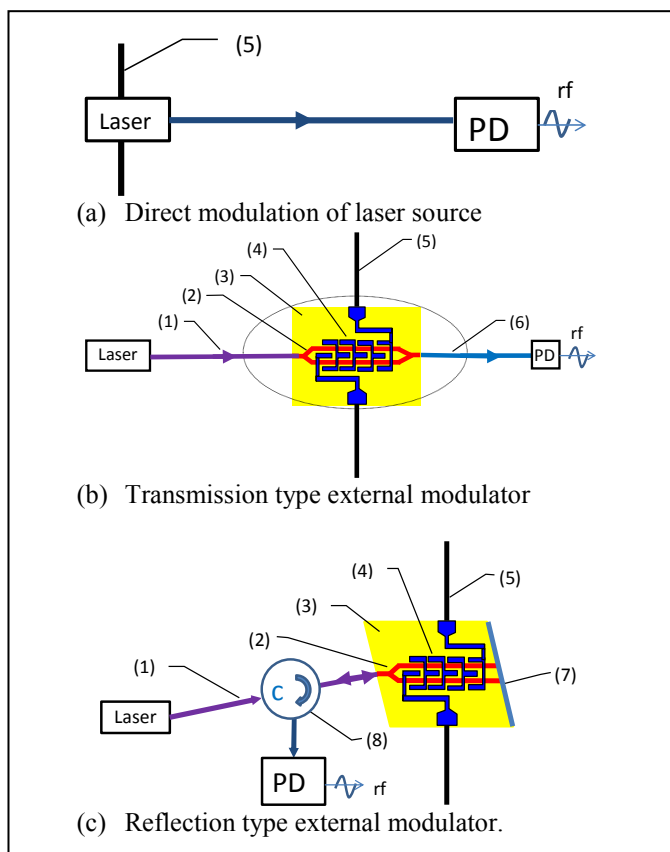 (5)
Laser
PD
rf
(a) Direct modulation of laser source
(4)
(5)
(3)
(2)
(1)
(6)
Laser
PD
rf
(b) Transmission type external modulator
(4)
(5)
(3)
(2)
(1)
C
(7)
Laser
(8)
PD
rf
(c) Reflection type external modulator.